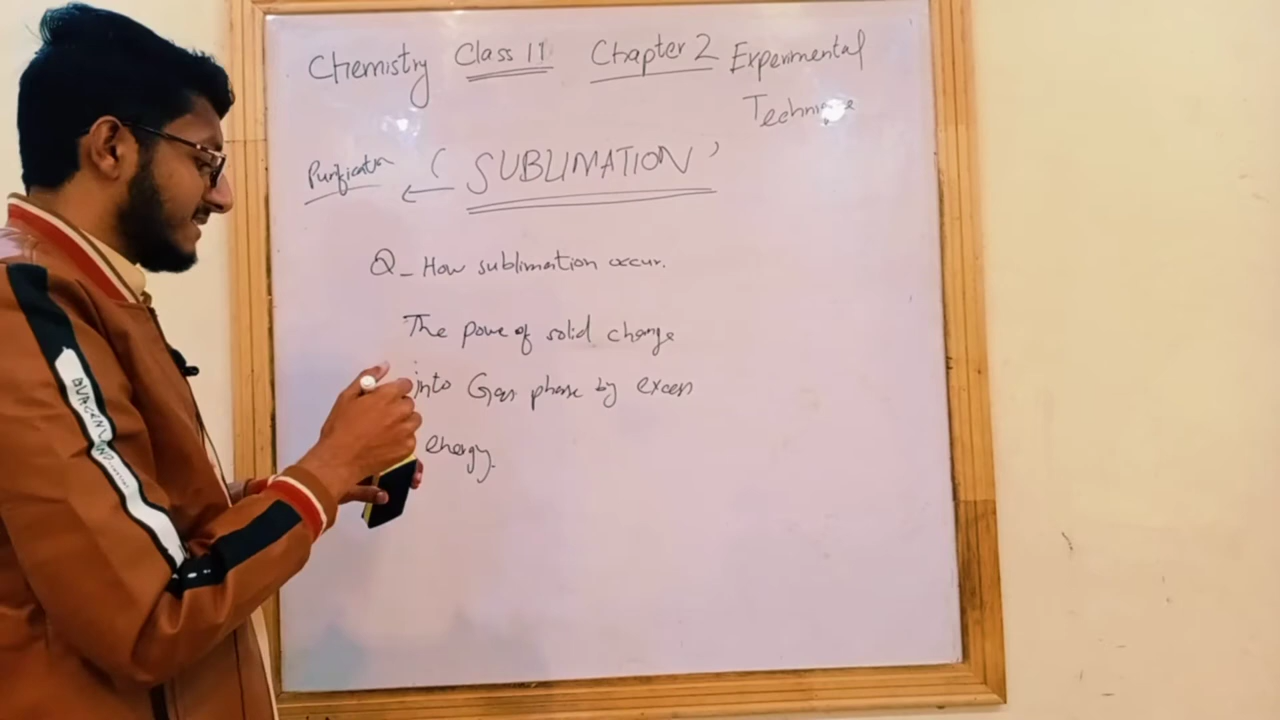 Chemistry Class 11 Chapter 2 Experimental
Technique
Purification ← ( SUBLIMATION )
Q - How sublimation occur.
The powe of solid change
into Gas phase by excess
energy.